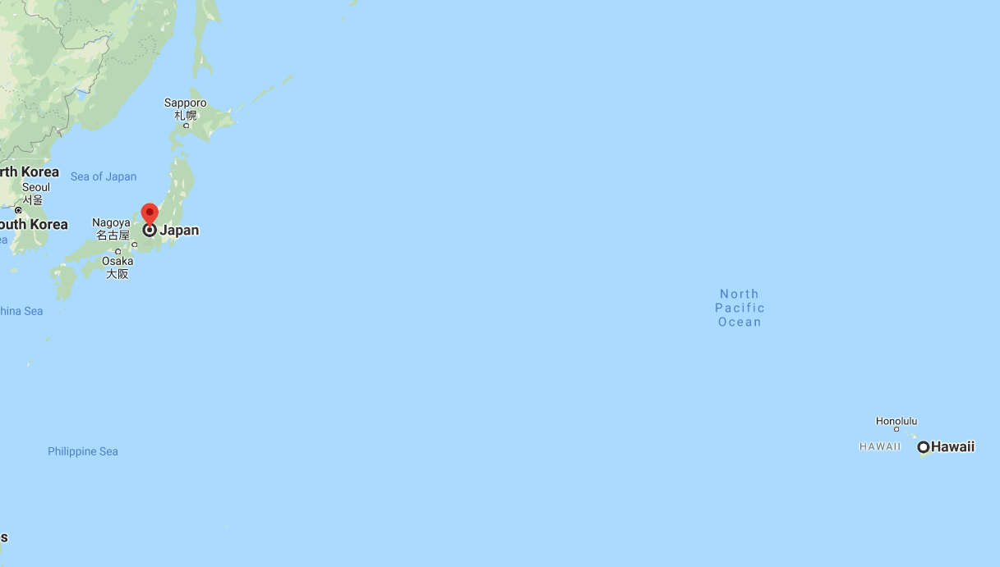 Sapporo
札幌
rth Korea
Sea of Japan
Seoul
서울
outh Korea
ea
Nagoya
名古屋
Japan
Osaka
大阪
hina Sea
North
Pacific
Ocean
Honolulu
HAWAII
Hawaii
Philippine Sea
s